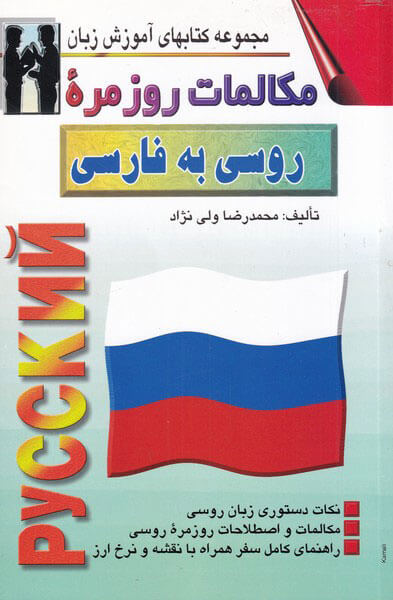 مجموعه کتابهای آموزش زبان
مکالمات روزمرهٔ
روسی به فارسی
تألیف: محمدرضا ولی نژاد
РУССКИЙ
نکات دستوری زبان روسی
مکالمات و اصطلاحات روزمرهٔ روسی
راهنمای کامل سفر همراه با نقشه و نرخ ارز
Kamali